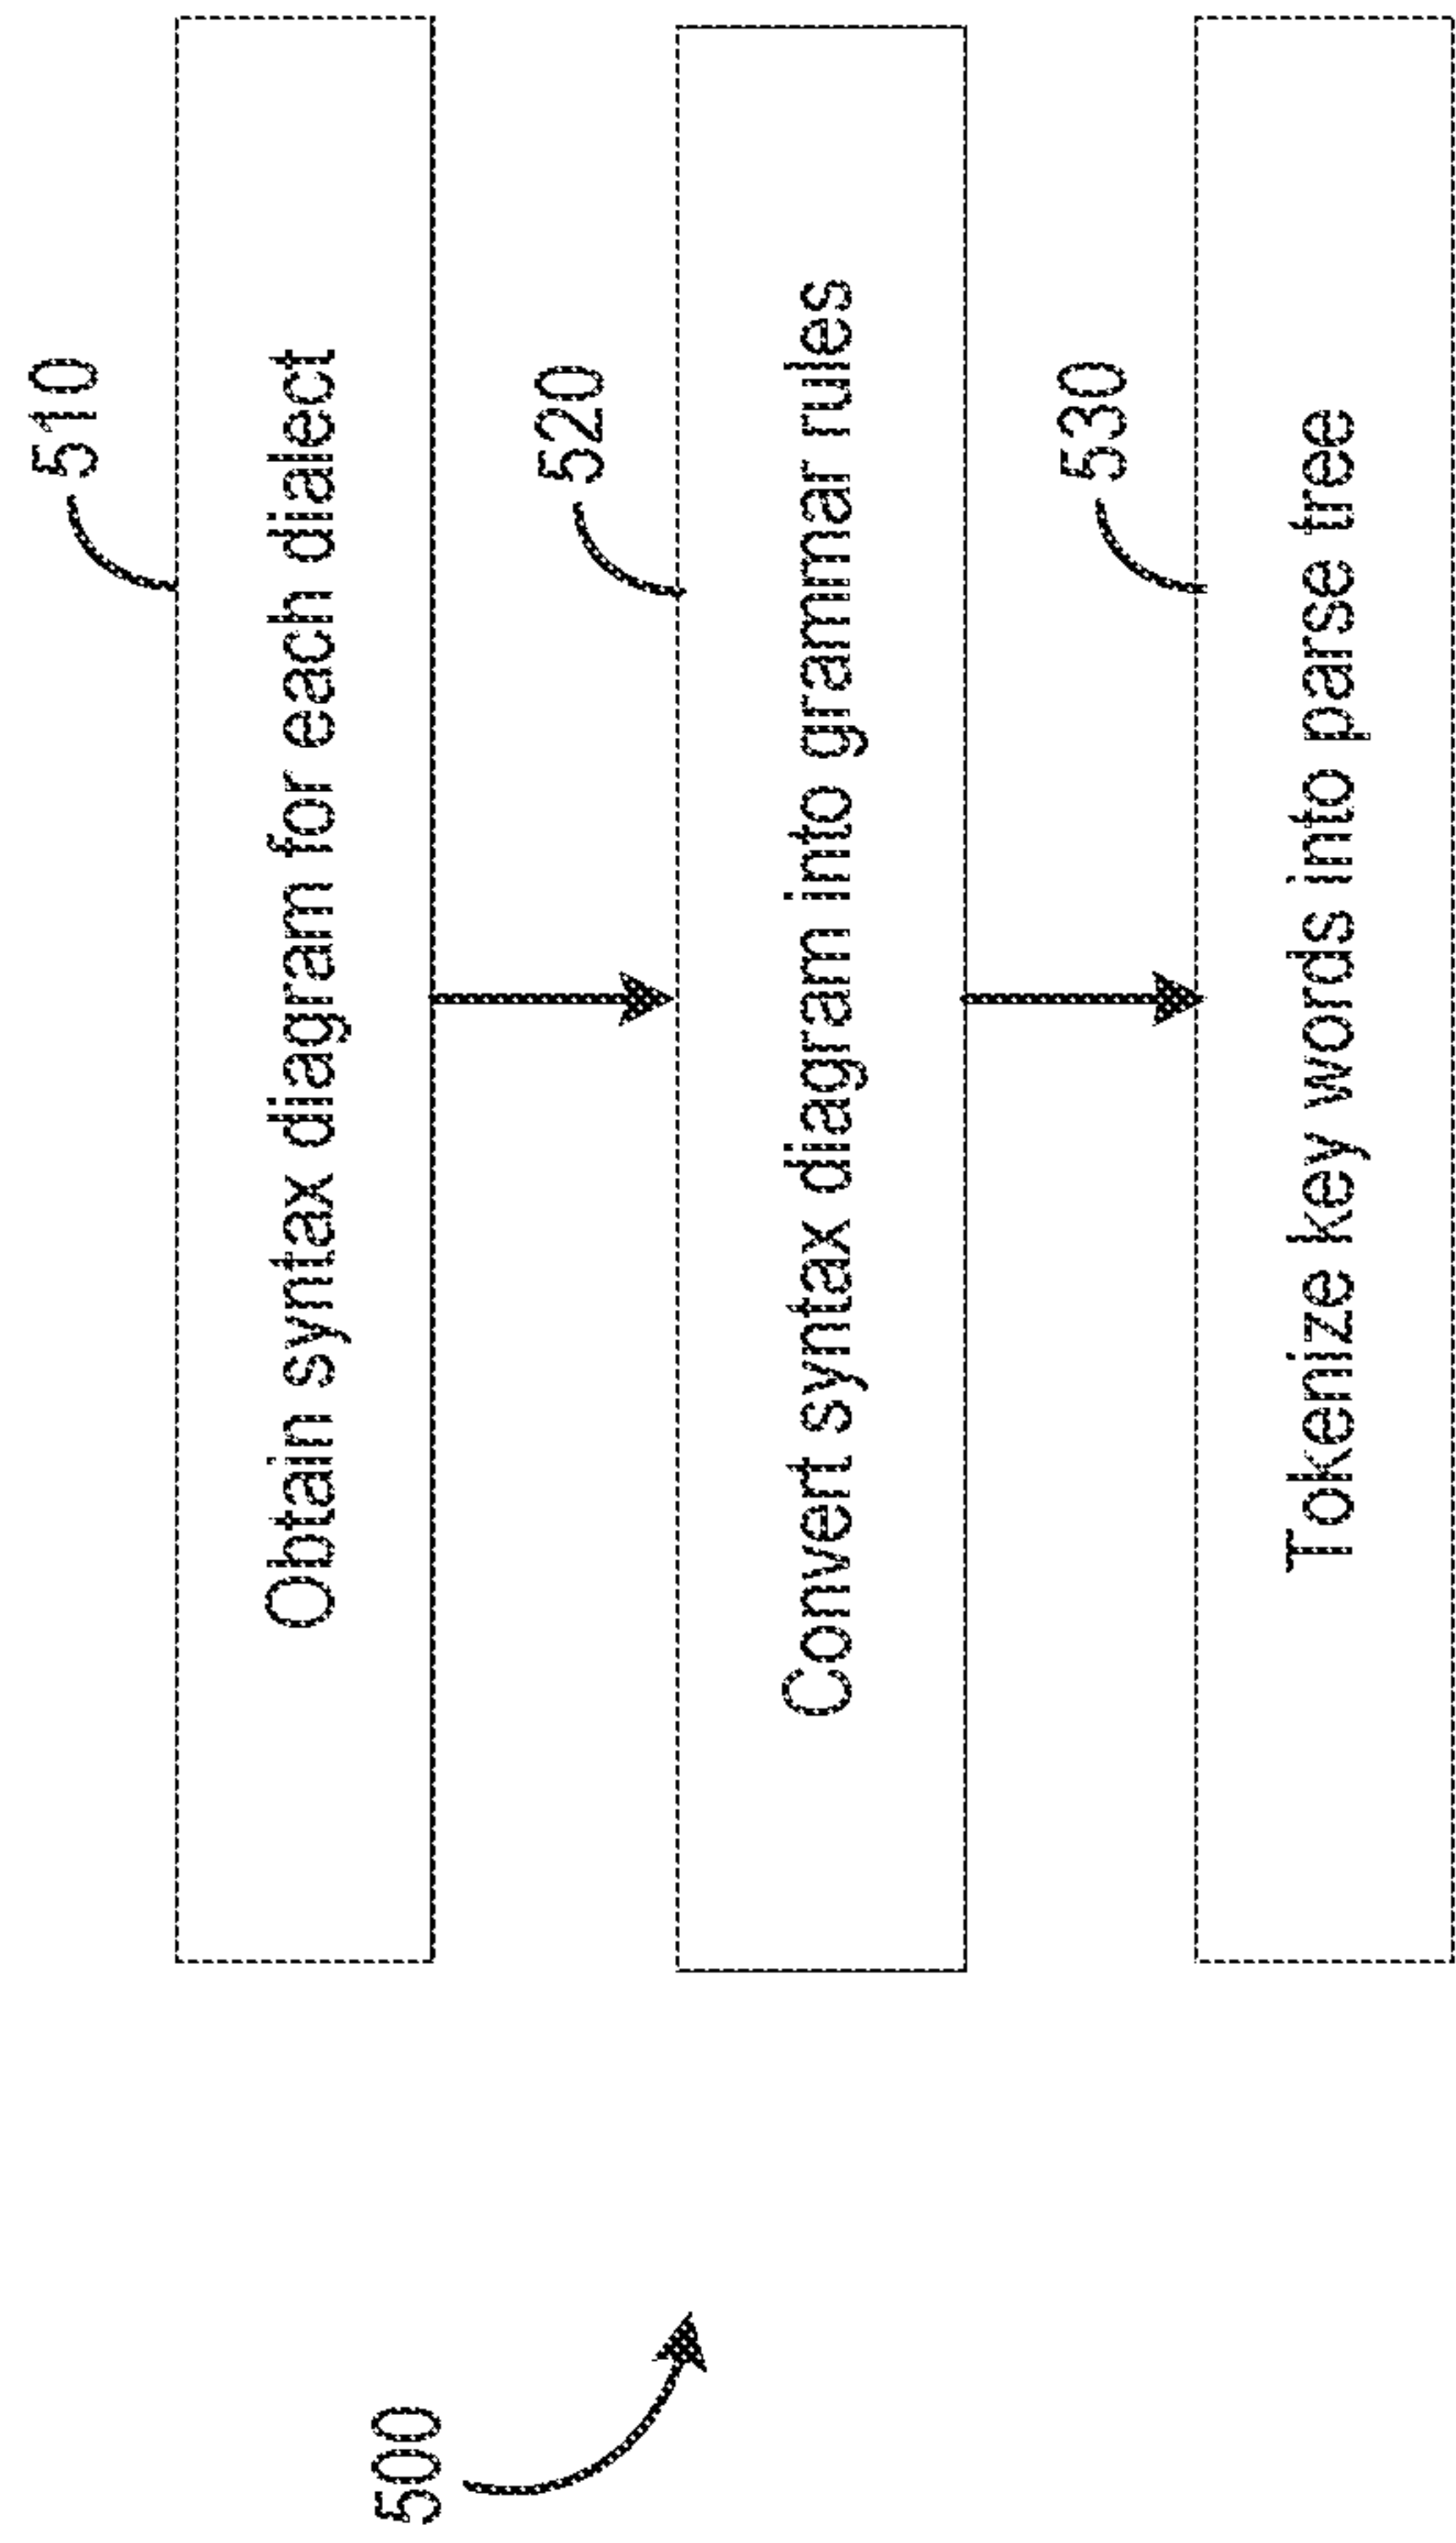 510
Obtain syntax diagram for each dialect
520
Convert syntax diagram into grammar rules
530
Tokenize key words into parse tree
500